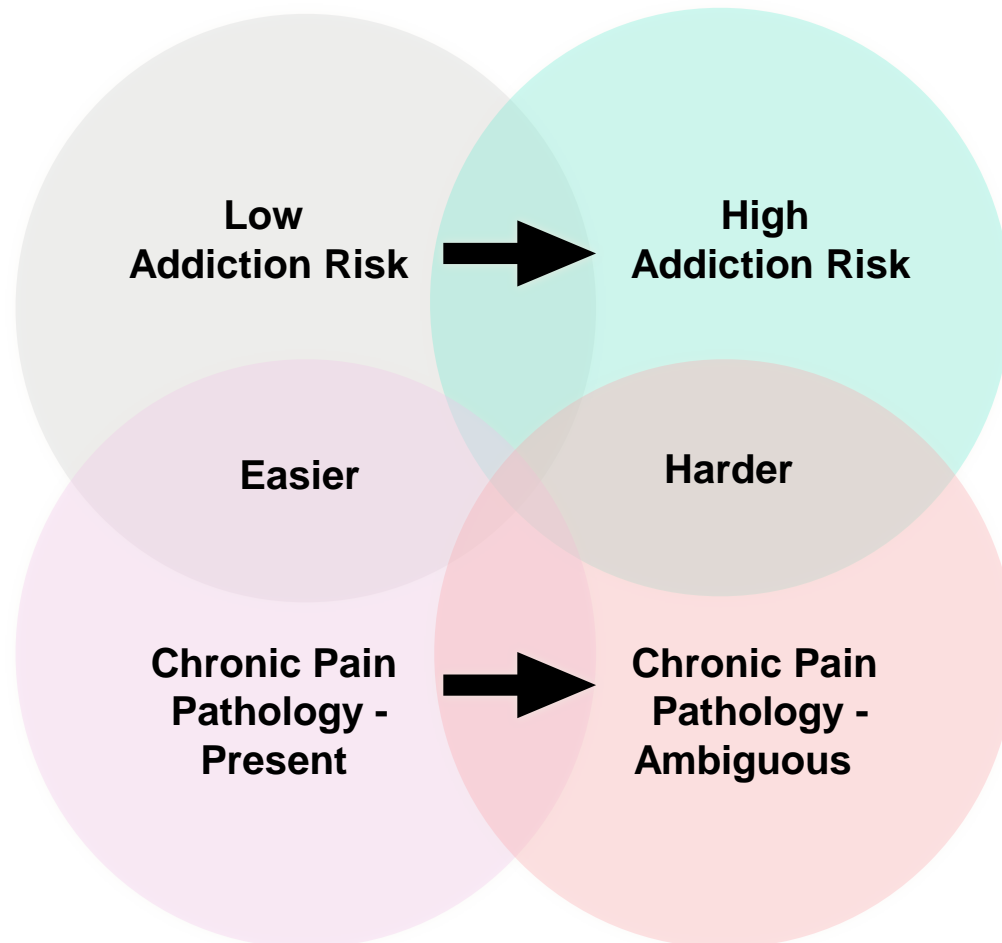 Low
Addiction Risk
High
Addiction Risk
Easier
Harder
Chronic Pain
Pathology -
Present
Chronic Pain
Pathology -
Ambiguous